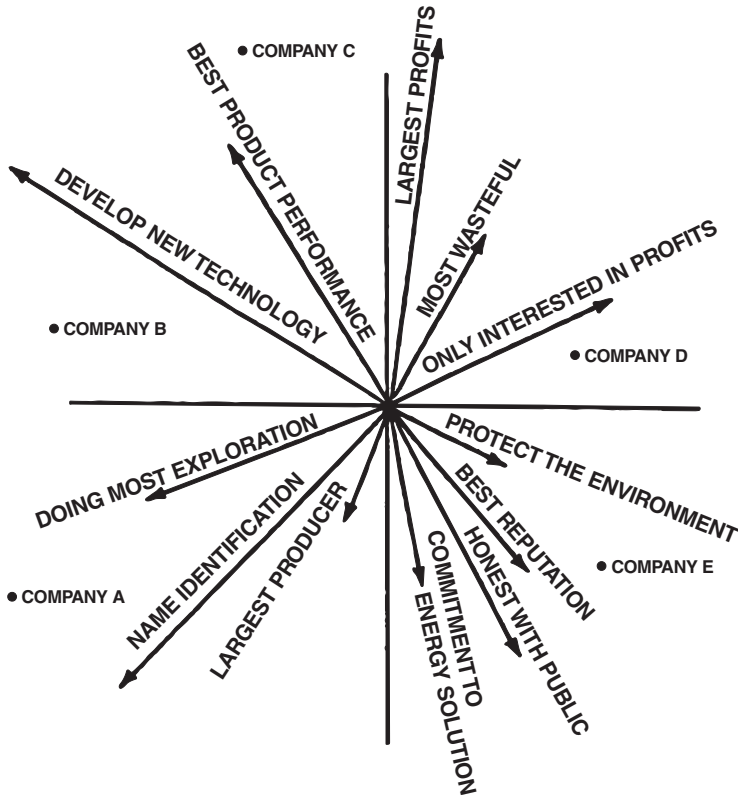 COMPANY C
LARGEST PROFITS
BEST PRODUCT PERFORMANCE
MOST WASTEFUL
DEVELOP NEW TECHNOLOGY
ONLY INTERESTED IN PROFITS
COMPANY B
COMPANY D
DOING MOST EXPLORATION
PROTECT THE ENVIRONMENT
NAME IDENTIFICATION
BEST REPUTATION
LARGEST PRODUCER
HONEST WITH PUBLIC
COMPANY E
COMPANY A
COMMITMENT TO
ENERGY SOLUTION